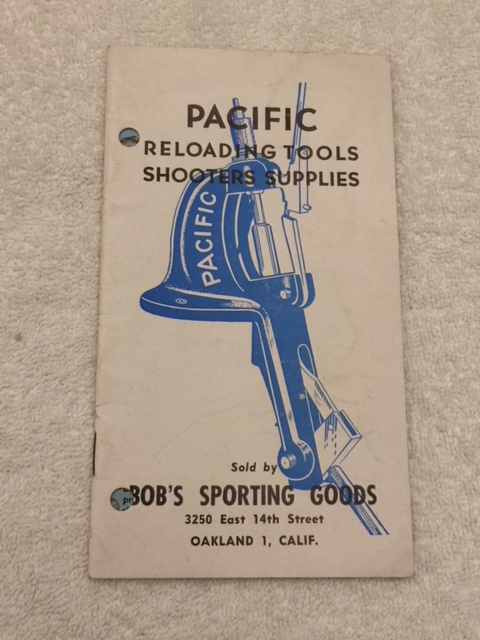 PACIFIC
RELOADING TOOLS
SHOOTERS SUPPLIES
PACIFIC
Sold by
BOB'S SPORTING GOODS
3250 East 14th Street
OAKLAND 1, CALIF.